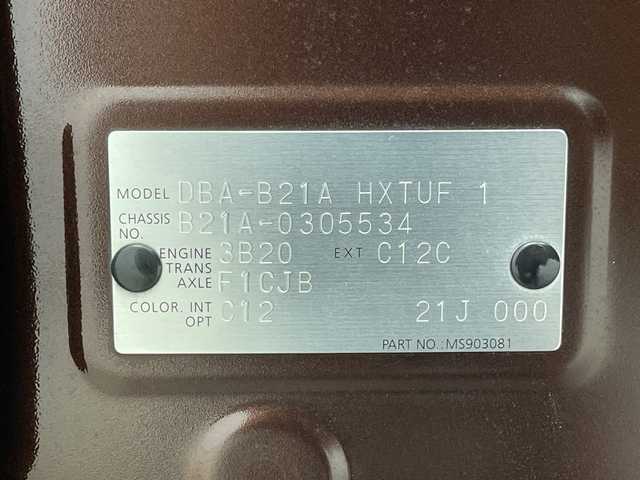 MODEL DBA-B21A HXTUF 1
CHASSIS NO. B21A-0305534
ENGINE 3B20 EXT C12C
TRANS AXLE F1CJB
COLOR. INT OPT C12 21J 000
PART NO.:MS903081